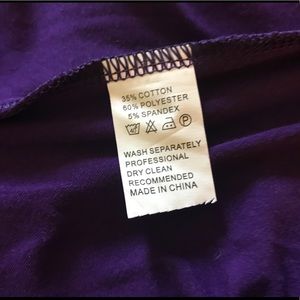 35% COTTON
60% POLYESTER
5% SPANDEX
P
WASH SEPARATELY
PROFESSIONAL
DRY CLEAN
RECOMMENDED
MADE IN CHINA